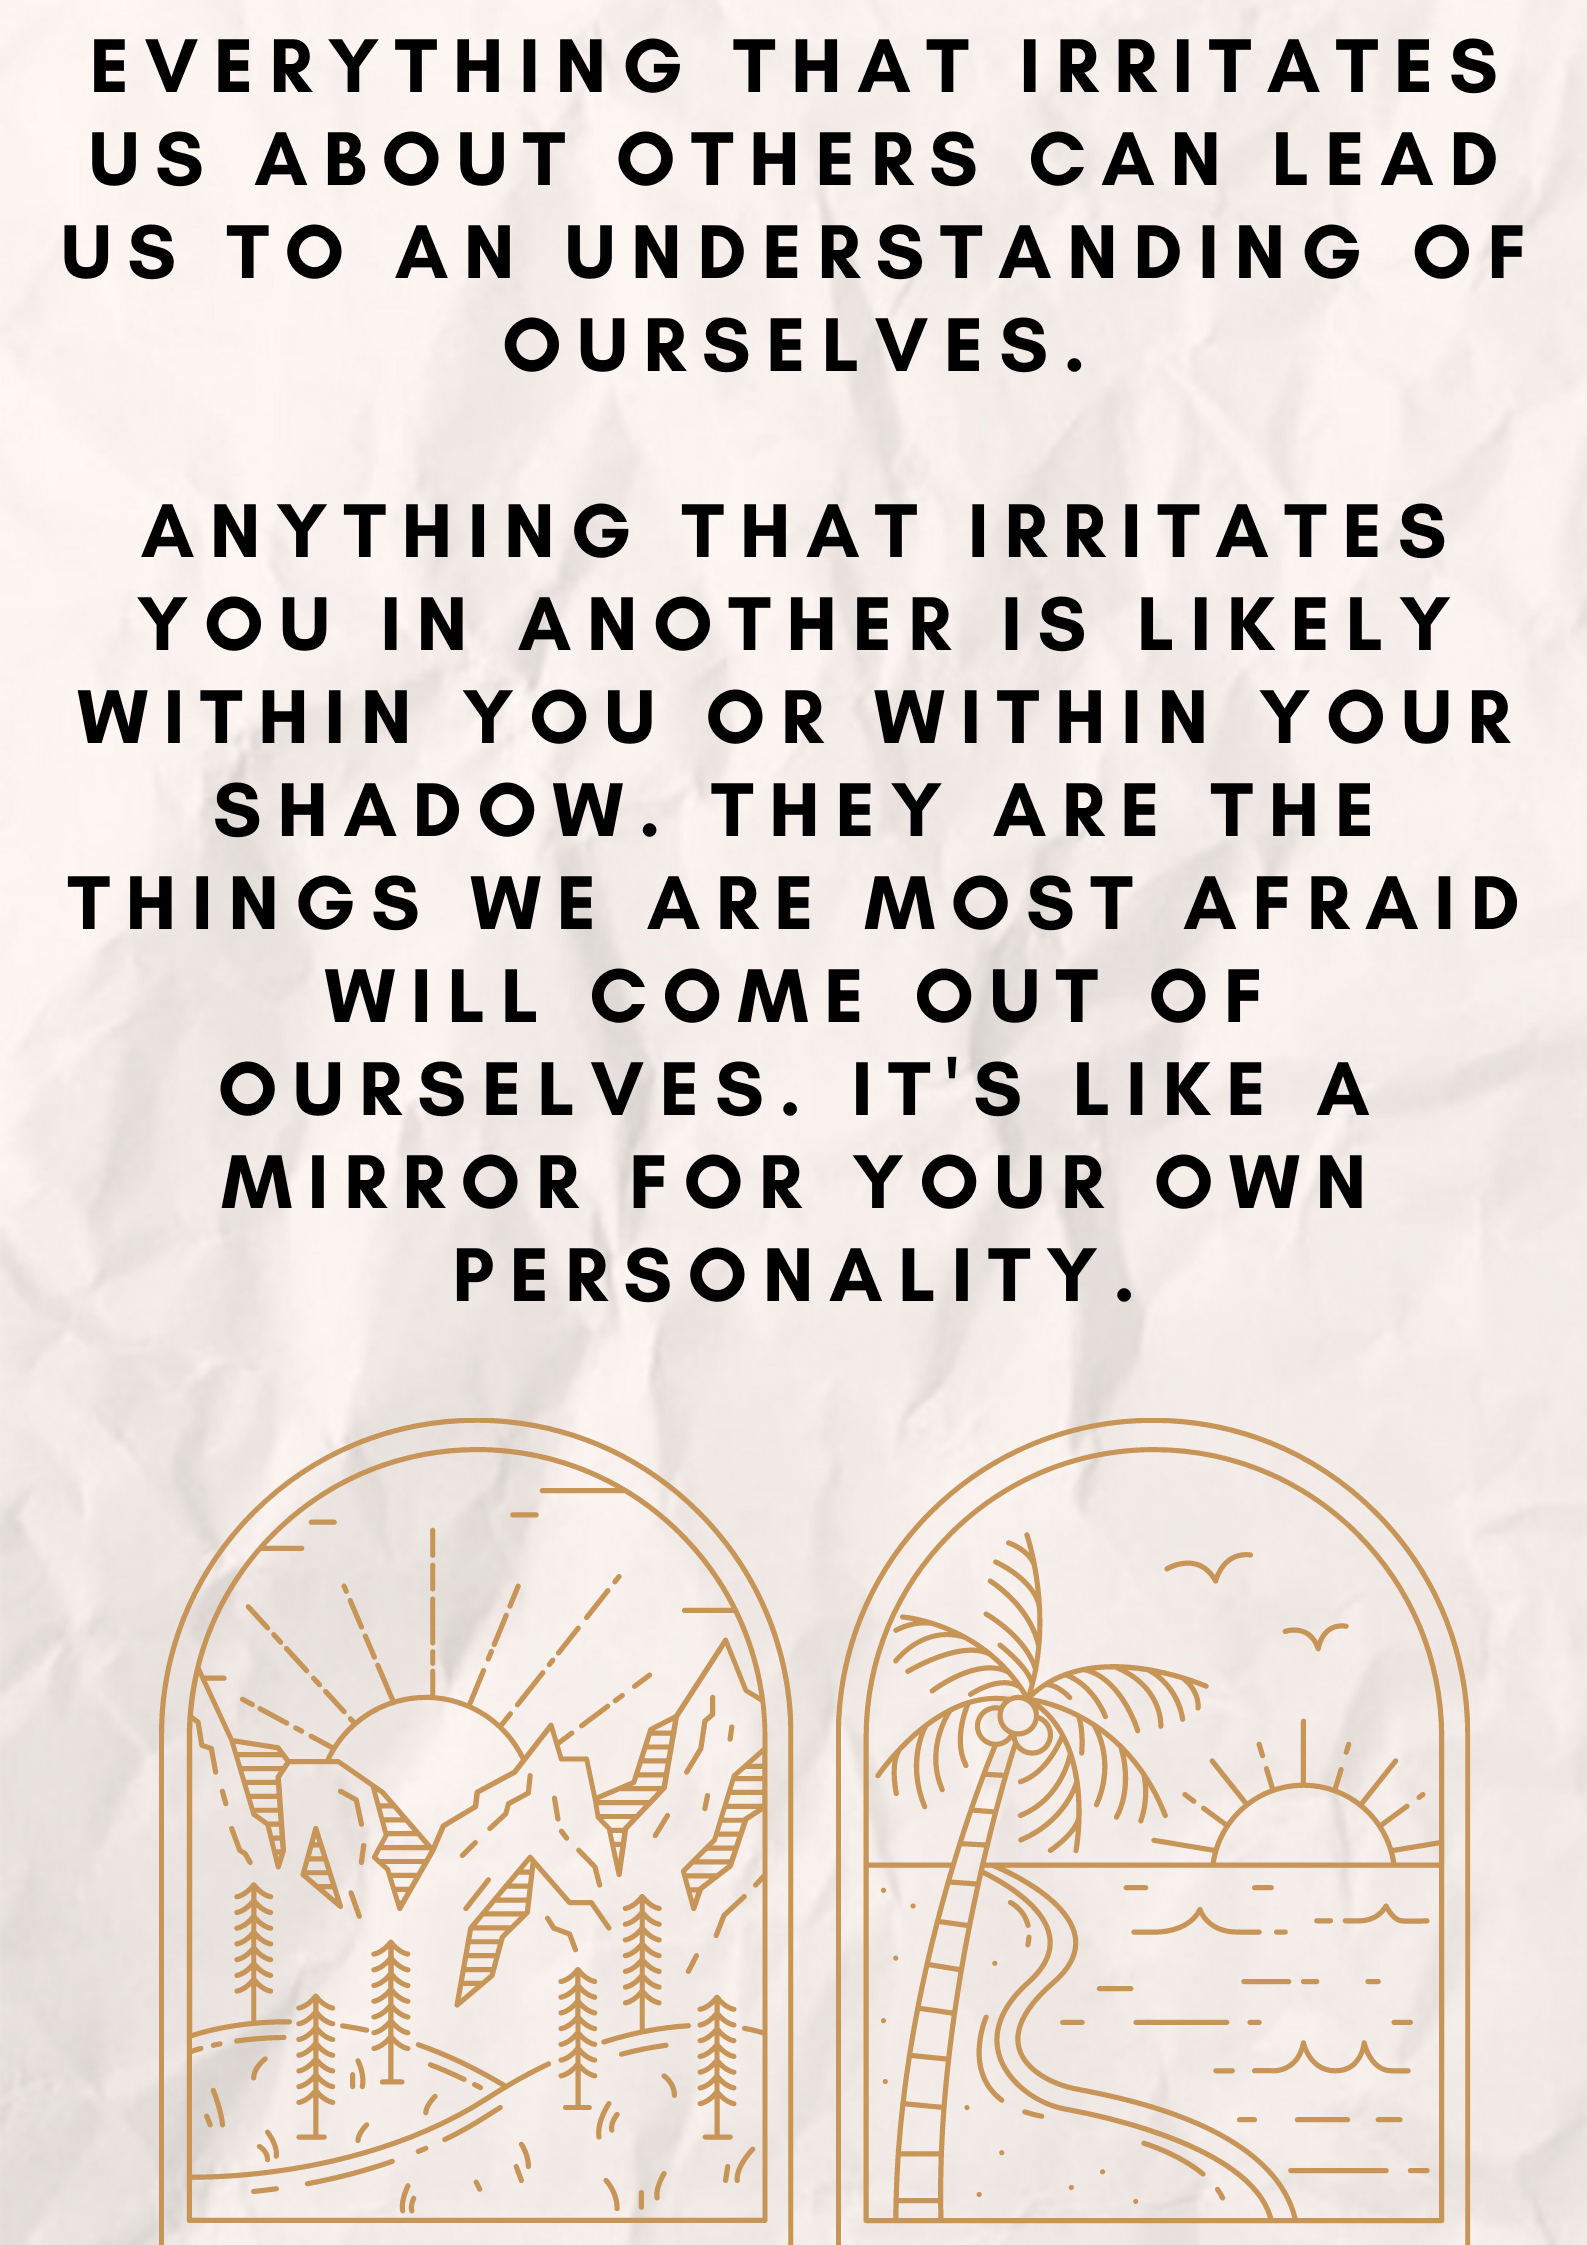 EVERYTHING THAT IRRITATES
US ABOUT OTHERS CAN LEAD
US TO AN UNDERSTANDING OF
OURSELVES.
ANYTHING THAT IRRITATES
YOU IN ANOTHER IS LIKELY
WITHIN YOU OR WITHIN YOUR
SHADOW. THEY ARE THE
THINGS WE ARE MOST AFRAID
WILL COME OUT OF
OURSELVES. IT'S LIKE A
MIRROR FOR YOUR OWN
PERSONALITY.